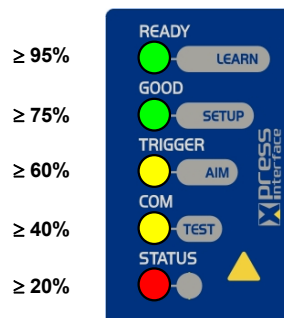 READY
≥ 95% LEARN
GOOD
≥ 75% SETUP
TRIGGER
≥ 60% AIM
COM
≥ 40% TEST
STATUS
≥ 20%
Xpress
interface